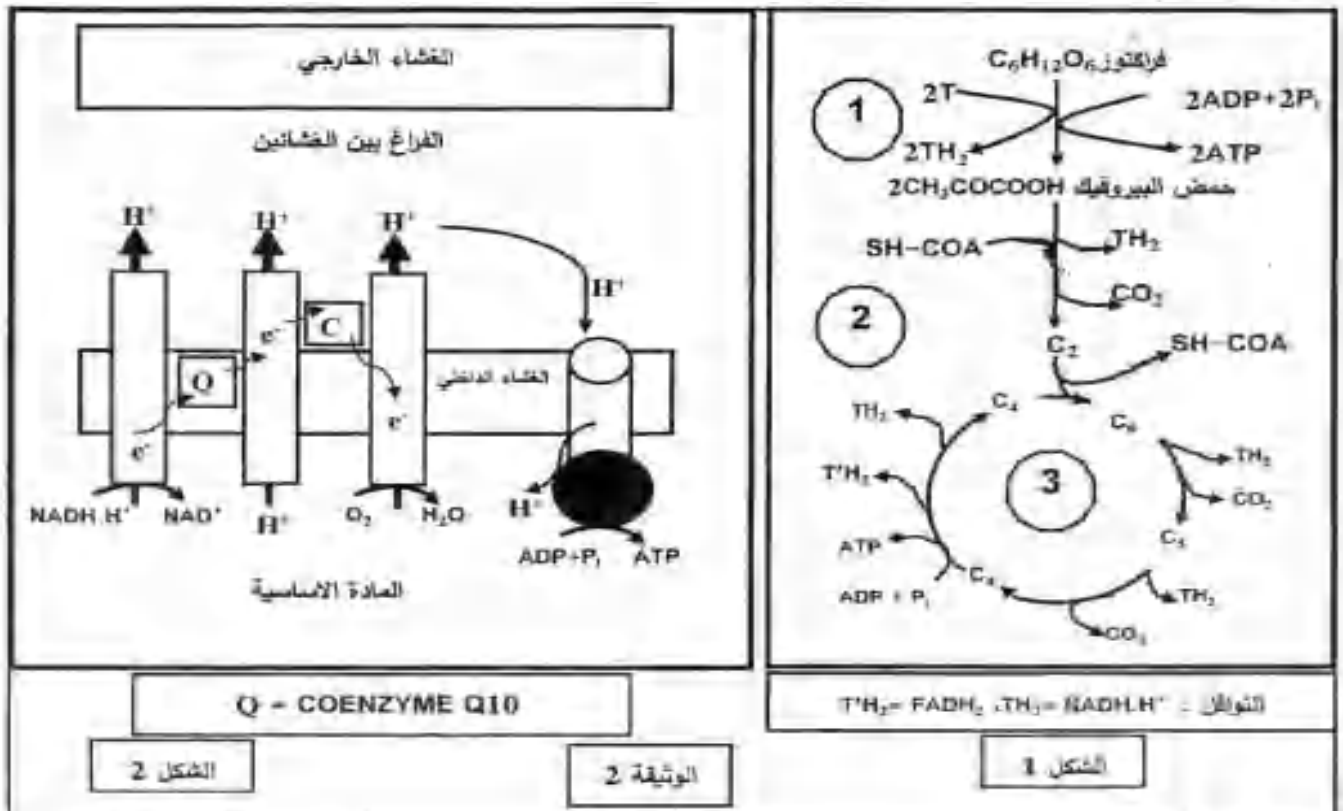 C₆H₁₂O₆ فراكتوز
1
2T
2ADP+2Pᵢ
2TH₂
2ATP
2CH₃COCOOH حمض البيروفيك
SH-COA
TH₂
CO₂
2
C₂
SH-COA
C₄
C₆
TH₂
T'H₂
ATP
ADP + Pᵢ
3
TH₂
CO₂
C₅
C₄
TH₂
CO₂
النواقل : T'H₂= FADH₂ ،TH₂= NADH.H⁺
الشكل 1
الغشاء الخارجي
الفراغ بين الغشائين
H⁺
H⁺
H⁺
H⁺
C
e⁻
Q
الغشاء الداخلي
e⁻
e⁻
NADH.H⁺
NAD⁺
H⁺
O₂
H₂O
H⁺
ADP+Pᵢ
ATP
المادة الاساسية
Q = COENZYME Q10
الشكل 2
الوثيقة 2